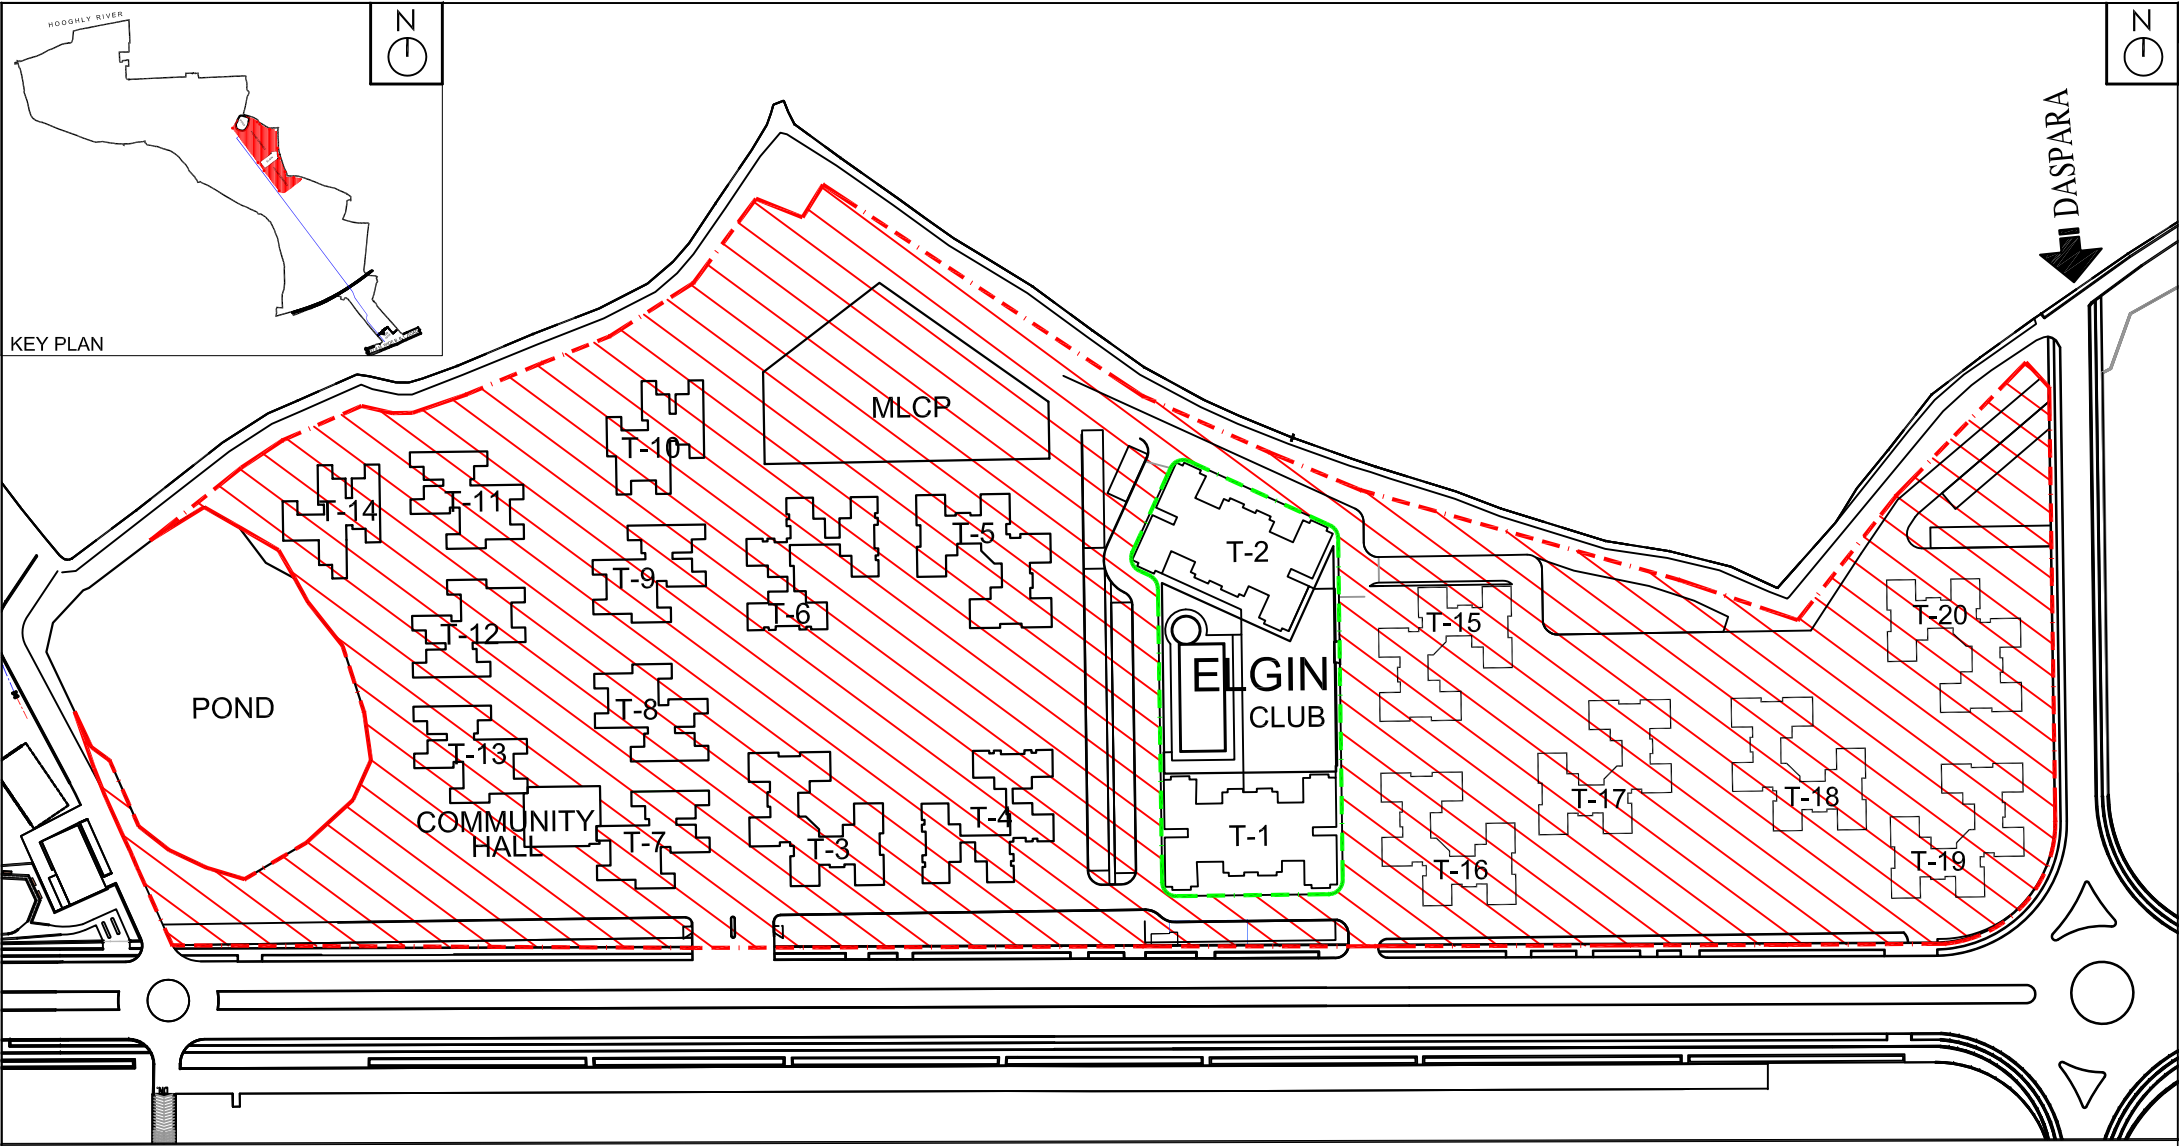 HOOGHLY RIVER
N
KEY PLAN
N
DASPARA
MLCP
T-10
T-11
T-14
T-5
T-2
T-9
T-6
T-12
T-15
T-20
ELGIN
CLUB
POND
T-8
T-13
T-17
T-18
COMMUNITY
HALL
T-7
T-3
T-4
T-1
T-16
T-19